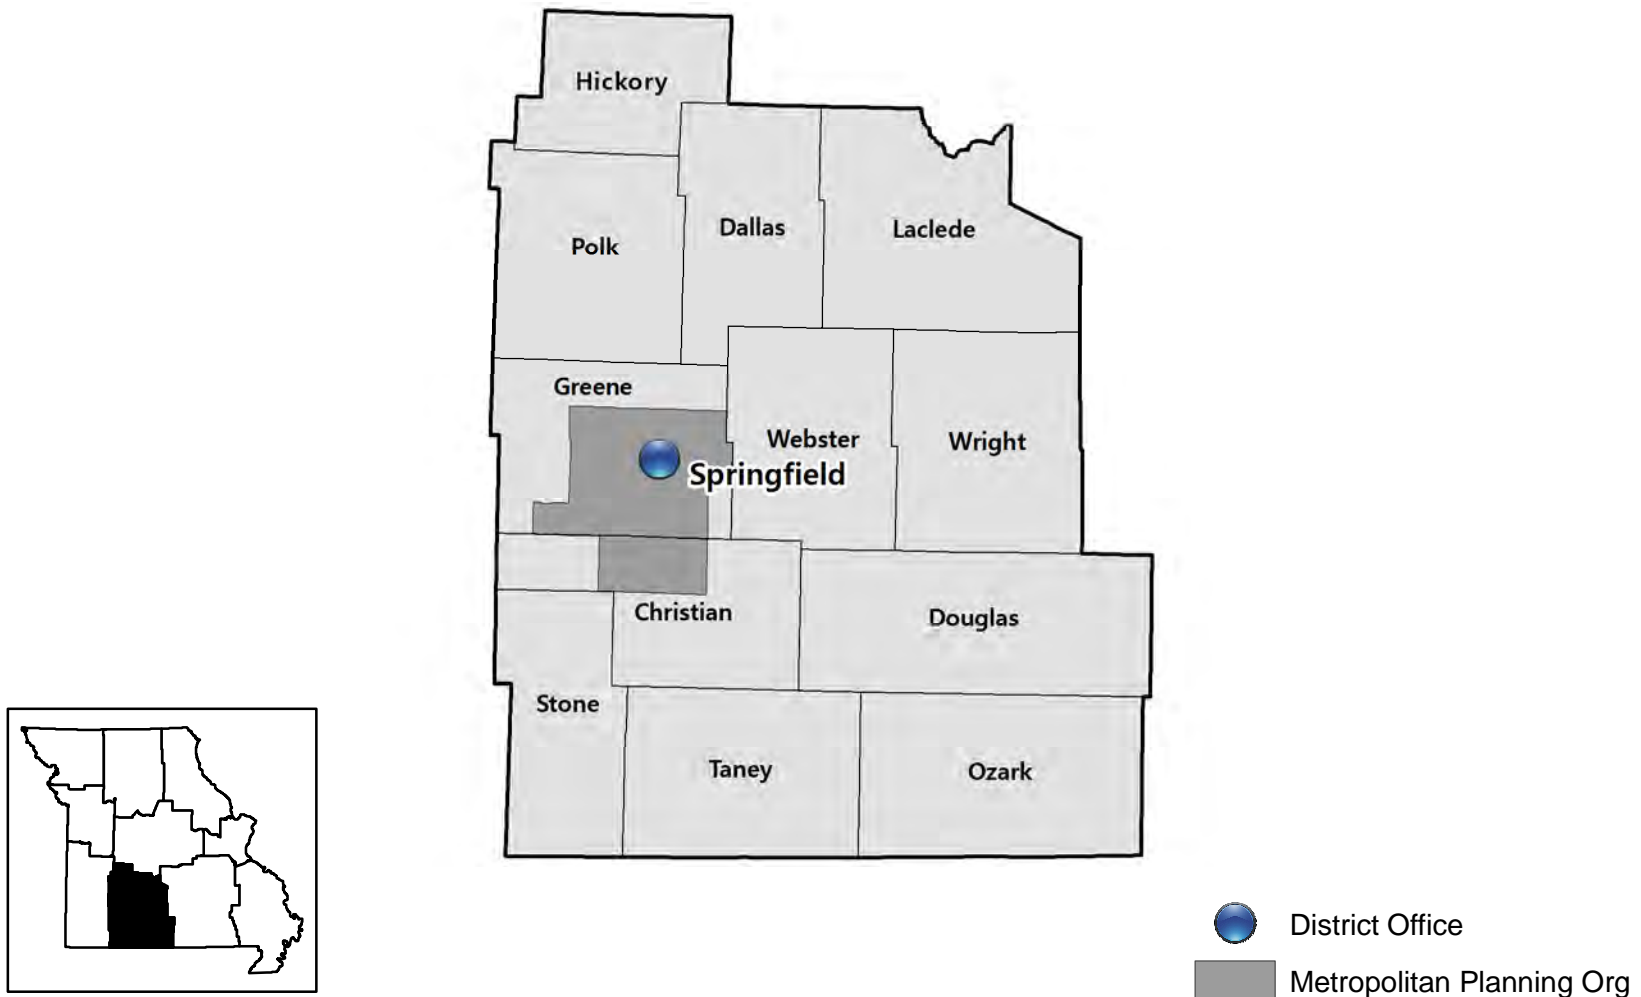 Hickory
Dallas
Laclede
Polk
Greene
Webster
Wright
Springfield
Christian
Douglas
Stone
Taney
Ozark
District Office
Metropolitan Planning Org